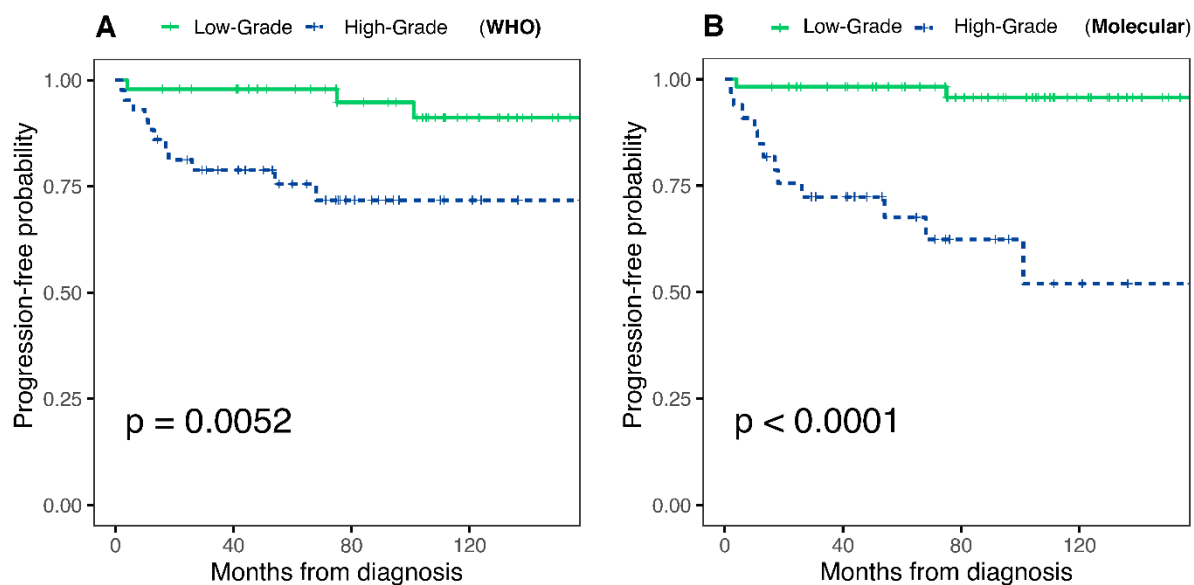 A Low-Grade High-Grade (WHO)
Progression-free probability
1.00
0.75
0.50
0.25
0.00
p = 0.0052
0 40 80 120
Months from diagnosis
B Low-Grade High-Grade (Molecular)
Progression-free probability
1.00
0.75
0.50
0.25
0.00
p < 0.0001
0 40 80 120
Months from diagnosis